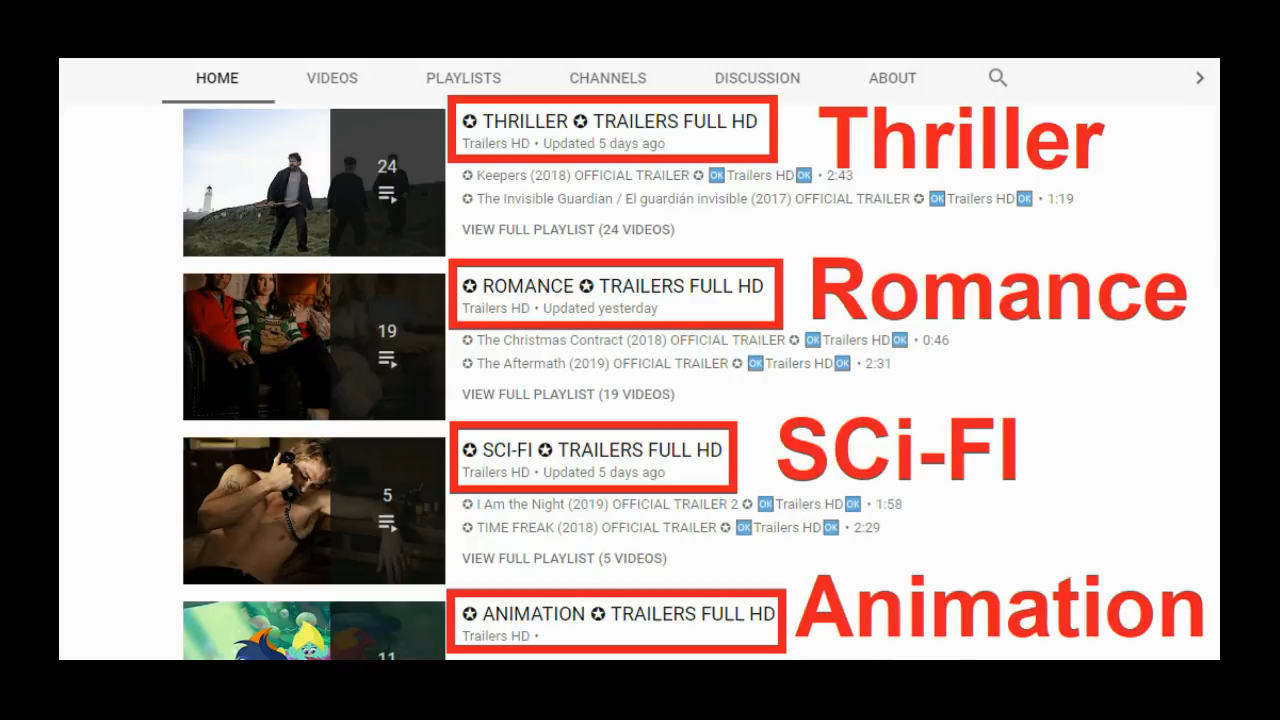 HOME VIDEOS PLAYLISTS CHANNELS DISCUSSION ABOUT
✪ THRILLER ✪ TRAILERS FULL HD
Trailers HD • Updated 5 days ago
Thriller
24
✪ Keepers (2018) OFFICIAL TRAILER ✪ 🆗Trailers HD🆗 • 2:43
✪ The Invisible Guardian / El guardián invisible (2017) OFFICIAL TRAILER ✪ 🆗Trailers HD🆗 • 1:19
VIEW FULL PLAYLIST (24 VIDEOS)
✪ ROMANCE ✪ TRAILERS FULL HD
Trailers HD • Updated yesterday
Romance
19
✪ The Christmas Contract (2018) OFFICIAL TRAILER ✪ 🆗Trailers HD🆗 • 0:46
✪ The Aftermath (2019) OFFICIAL TRAILER ✪ 🆗Trailers HD🆗 • 2:31
VIEW FULL PLAYLIST (19 VIDEOS)
✪ SCI-FI ✪ TRAILERS FULL HD
Trailers HD • Updated 5 days ago
SCi-FI
5
✪ I Am the Night (2019) OFFICIAL TRAILER 2 ✪ 🆗Trailers HD🆗 • 1:58
✪ TIME FREAK (2018) OFFICIAL TRAILER ✪ 🆗Trailers HD🆗 • 2:29
VIEW FULL PLAYLIST (5 VIDEOS)
✪ ANIMATION ✪ TRAILERS FULL HD
Trailers HD •
Animation
11